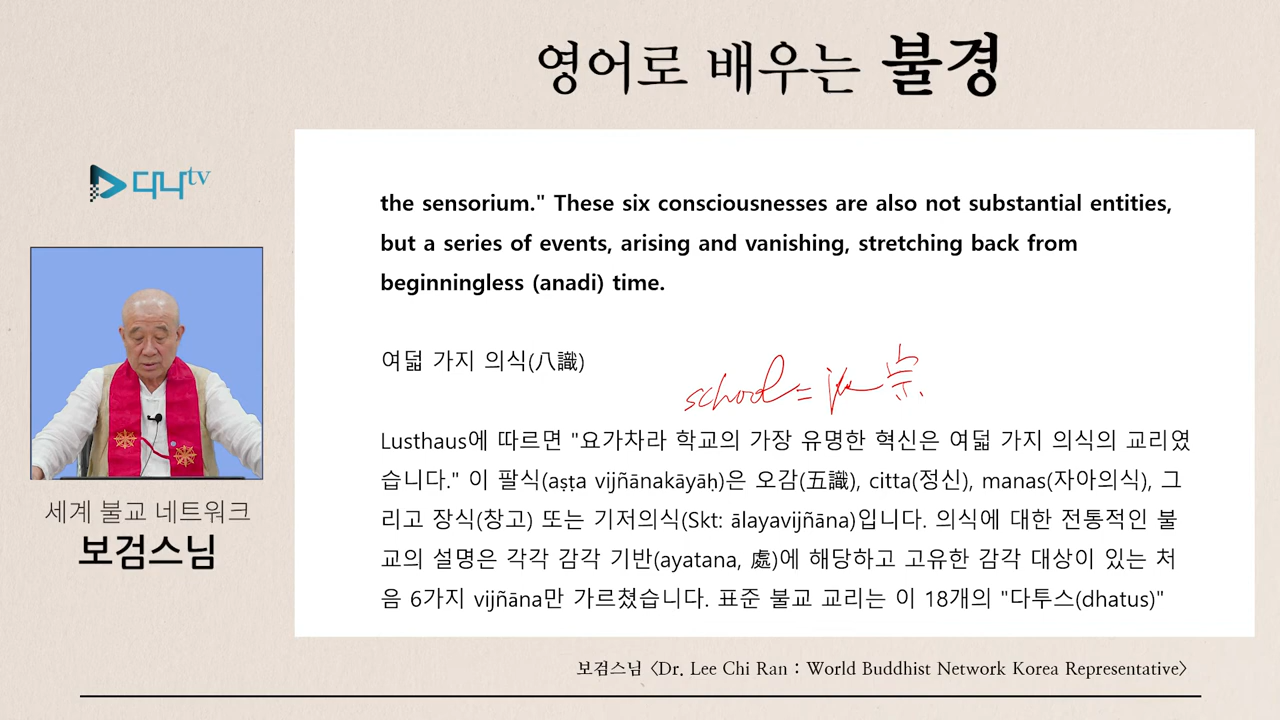 영어로 배우는 불경
디나tv
the sensorium." These six consciousnesses are also not substantial entities,
but a series of events, arising and vanishing, stretching back from
beginningless (anadi) time.
여덟 가지 의식(八識)
school = 派 宗
Lusthaus에 따르면 "요가차라 학교의 가장 유명한 혁신은 여덟 가지 의식의 교리였
습니다." 이 팔식(aṣṭa vijñānakāyāḥ)은 오감(五識), citta(정신), manas(자아의식), 그
리고 장식(창고) 또는 기저의식(Skt: ālayavijñāna)입니다. 의식에 대한 전통적인 불
교의 설명은 각각 감각 기반(ayatana, 處)에 해당하고 고유한 감각 대상이 있는 처
음 6가지 vijñāna만 가르쳤습니다. 표준 불교 교리는 이 18개의 "다투스(dhatus)"
세계 불교 네트워크
보검스님
보검스님 〈Dr. Lee Chi Ran : World Buddhist Network Korea Representative〉